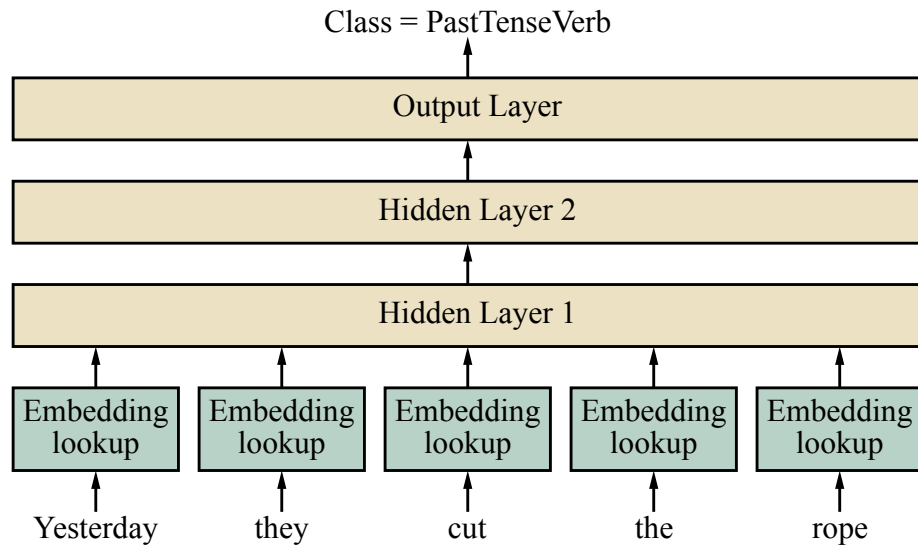 Class = PastTenseVerb
Output Layer
Hidden Layer 2
Hidden Layer 1
Embedding Embedding Embedding Embedding Embedding
lookup lookup lookup lookup lookup
Yesterday they cut the rope